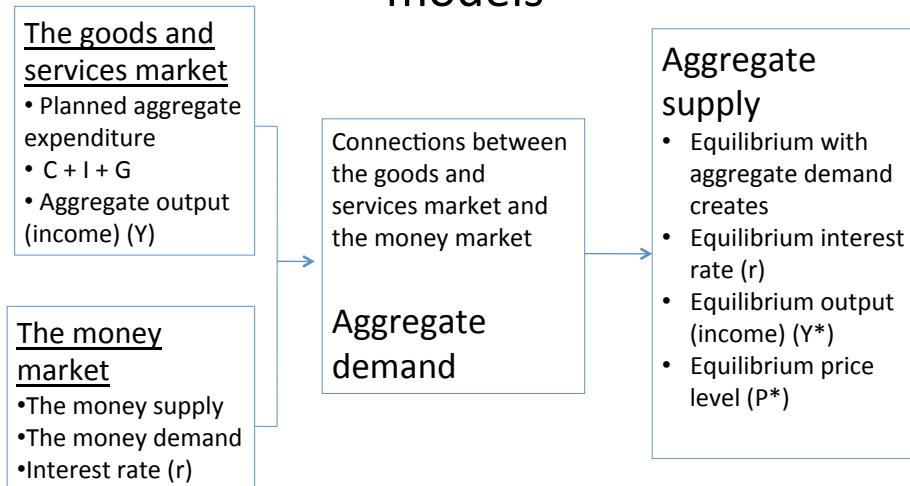 models
The goods and
services market
• Planned aggregate
expenditure
• C + I + G
• Aggregate output
(income) (Y)
The money
market
•The money supply
•The money demand
•Interest rate (r)
Connections between
the goods and
services market and
the money market
Aggregate
demand
Aggregate
supply
• Equilibrium with
aggregate demand
creates
• Equilibrium interest
rate (r)
• Equilibrium output
(income) (Y*)
• Equilibrium price
level (P*)